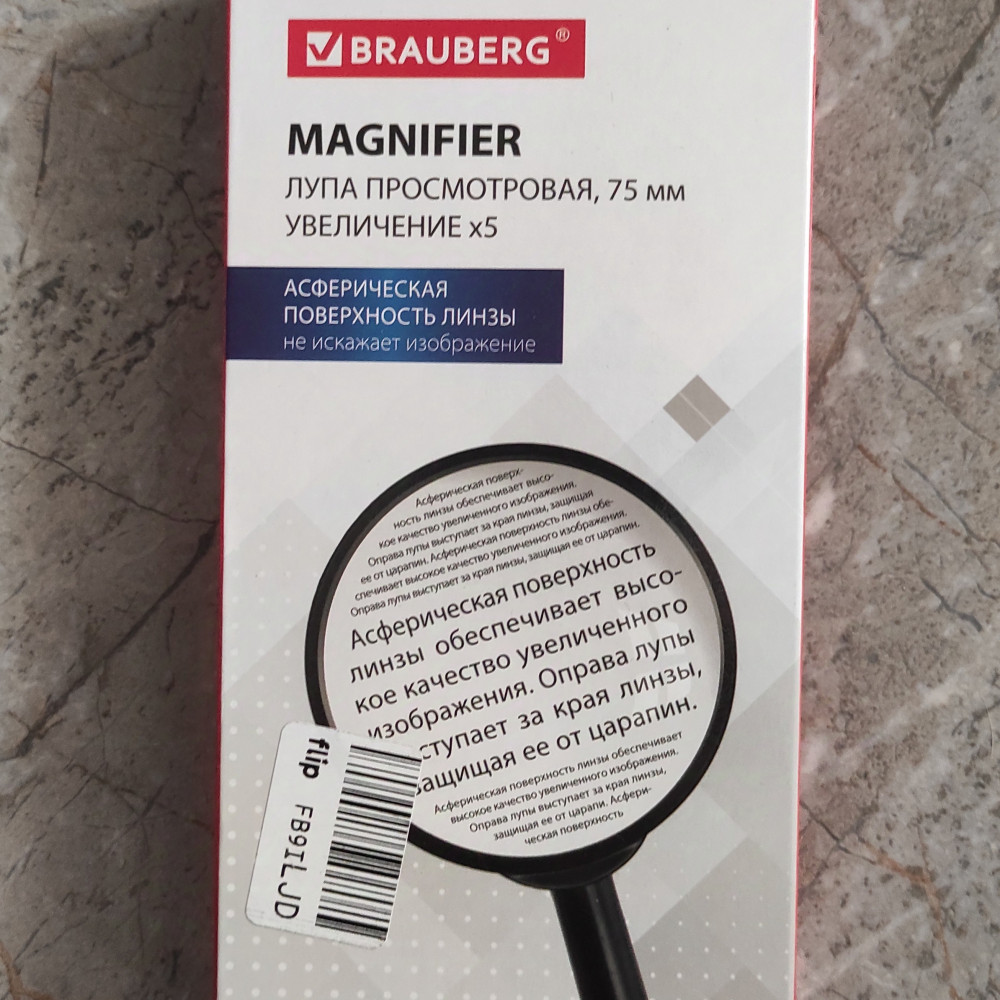 BRAUBERG®
MAGNIFIER
ЛУПА ПРОСМОТРОВАЯ, 75 мм
УВЕЛИЧЕНИЕ х5
АСФЕРИЧЕСКАЯ
ПОВЕРХНОСТЬ ЛИНЗЫ
не искажает изображение
Асферическая поверх-
ность линзы обеспечивает высо-
кое качество увеличенного изображения.
Оправа лупы выступает за края линзы, защищая
ее от царапин. Асферическая поверхность линзы обе-
спечивает высокое качество увеличенного изображения.
Оправа лупы выступает за края линзы, защищая ее от царапин.
Асферическая поверхность
линзы обеспечивает высо-
кое качество увеличенного
изображения. Оправа лупы
ступает за края линзы,
защищая ее от царапин.
Асферическая поверхность линзы обеспечивает
высокое качество увеличенного изображения.
Оправа лупы выступает за края линзы,
защищая ее от царапи. Асфери-
ческая поверхность
flip FB9ILJD